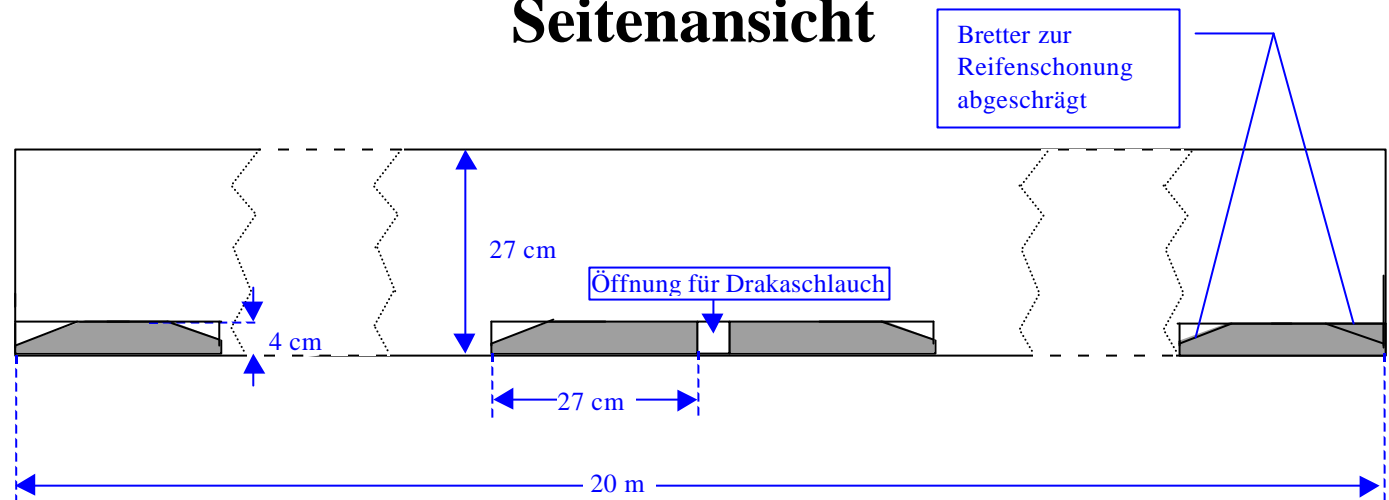 Seitenansicht
Bretter zur
Reifenschonung
abgeschrägt
27 cm
Öffnung für Drakaschlauch
4 cm
27 cm
20 m